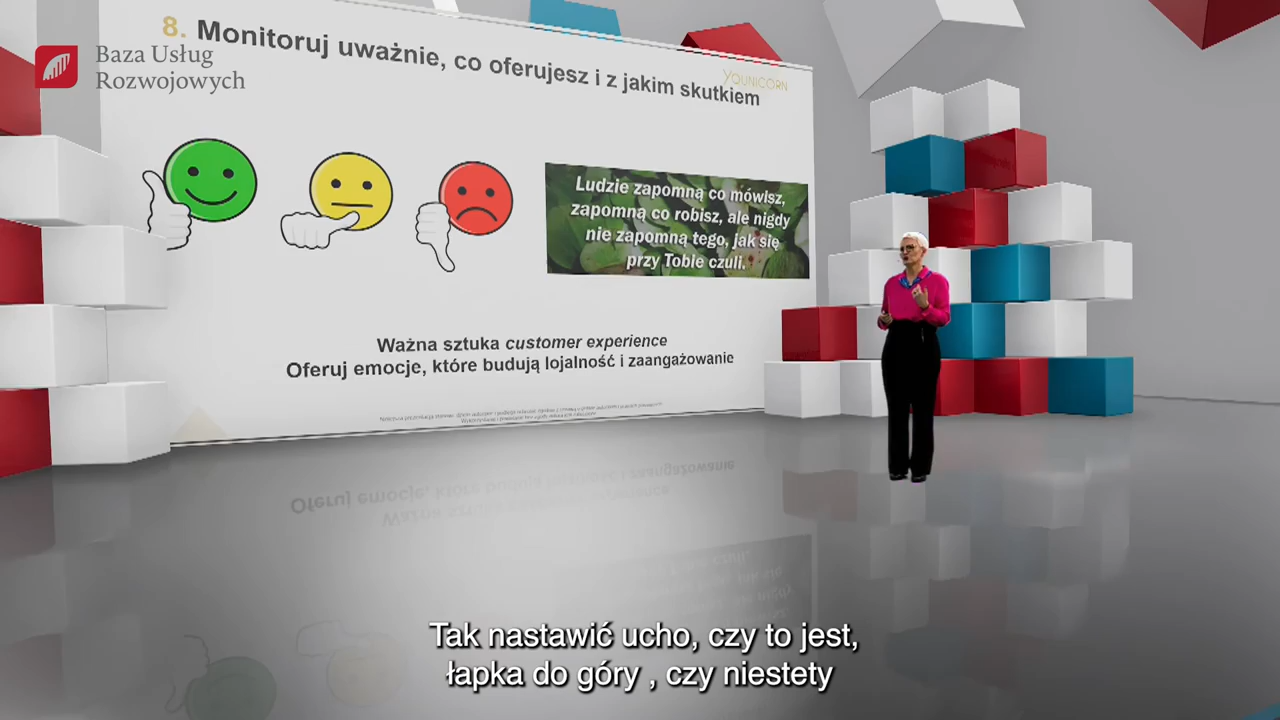 8. Monitoruj uważnie, co oferujesz i z jakim skutkiem
Baza Usług
Rozwojowych
YOUNICORN
Ludzie zapomną co mówisz,
zapomną co robisz, ale nigdy
nie zapomną tego, jak się
przy Tobie czuli.
Ważna sztuka customer experience
Oferuj emocje, które budują lojalność i zaangażowanie
Tak nastawić ucho, czy to jest,
łapka do góry , czy niestety